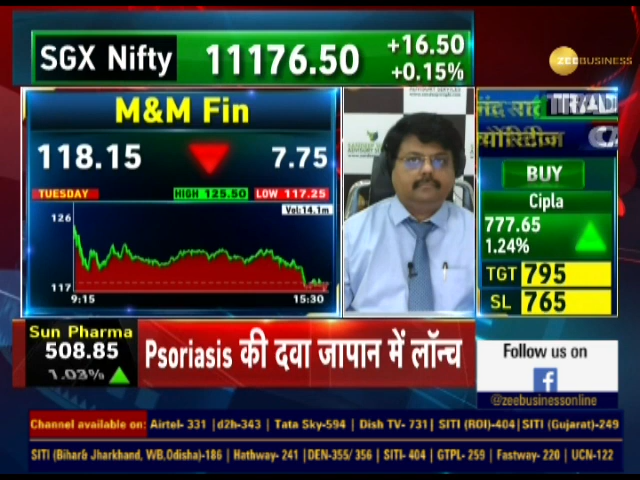 SGX Nifty 11176.50 +16.50
+0.15%
ZEEBUSINESS
M&M Fin
118.15 7.75
TUESDAY HIGH 125.50 LOW 117.25
Vol:14.1m
126
117
9:15 15:30
BUY
Cipla
777.65
1.24%
TGT 795
SL 765
Sun Pharma
508.85
1.03%
Psoriasis की दवा जापान में लॉन्च
Follow us on
f
@zeebusinessonline
Channel available on: Airtel- 331 | d2h-343 | Tata Sky-594 | Dish TV- 731 | SITI (ROI)-404 | SITI (Gujarat)-249
SITI (Bihar& Jharkhand, WB,Odisha)-186 | Hathway- 241 | DEN-355/ 356 | SITI- 404 | GTPL- 259 | Fastway- 220 | UCN-122